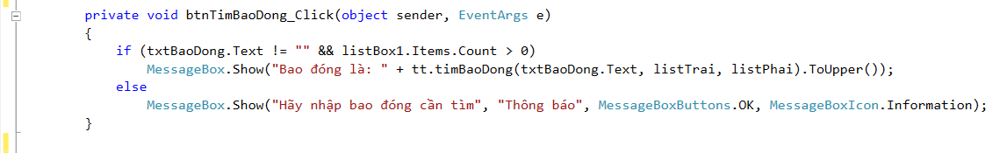 private void btnTimBaoDong_Click(object sender, EventArgs e)
{
if (txtBaoDong.Text != "" && listBox1.Items.Count > 0)
MessageBox.Show("Bao đóng là: " + tt.timBaoDong(txtBaoDong.Text, listTrai, listPhai).ToUpper());
else
MessageBox.Show("Hãy nhập bao đóng cần tìm", "Thông báo", MessageBoxButtons.OK, MessageBoxIcon.Information);
}